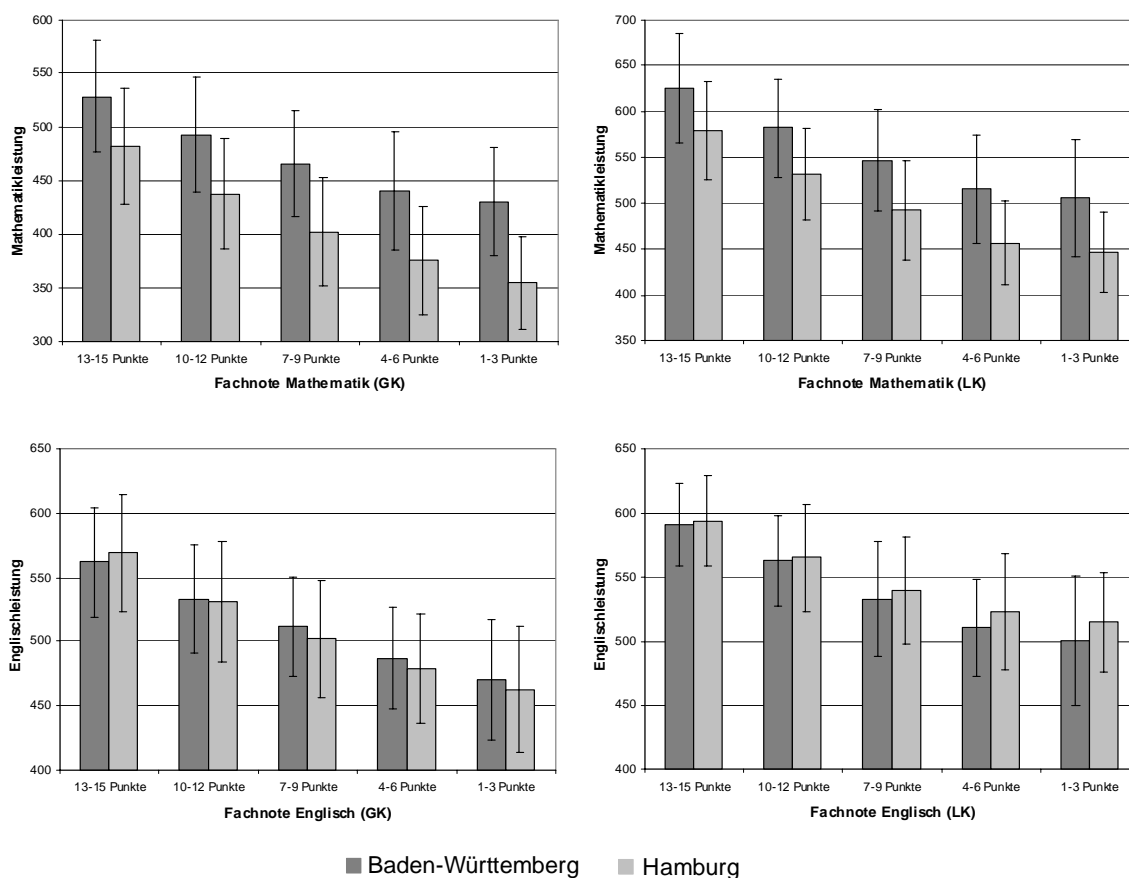 600
550
500
450
400
350
300
Mathematikleistung
13-15 Punkte 10-12 Punkte 7-9 Punkte 4-6 Punkte 1-3 Punkte
Fachnote Mathematik (GK)
700
650
600
550
500
450
400
350
Mathematikleistung
13-15 Punkte 10-12 Punkte 7-9 Punkte 4-6 Punkte 1-3 Punkte
Fachnote Mathematik (LK)
650
600
550
500
450
400
Englischleistung
13-15 Punkte 10-12 Punkte 7-9 Punkte 4-6 Punkte 1-3 Punkte
Fachnote Englisch (GK)
650
600
550
500
450
400
Englischleistung
13-15 Punkte 10-12 Punkte 7-9 Punkte 4-6 Punkte 1-3 Punkte
Fachnote Englisch (LK)
Baden-Württemberg Hamburg